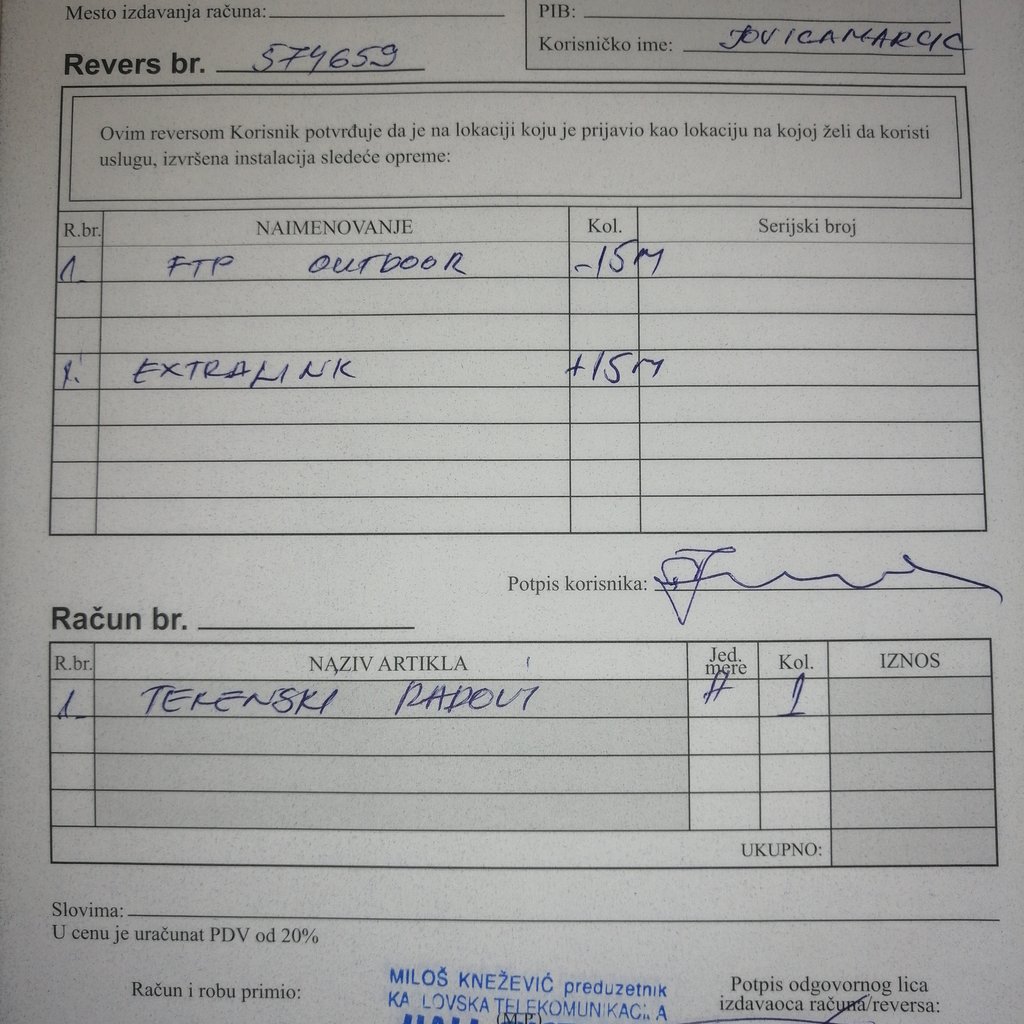 Mesto izdavanja računa:
PIB:
Korisničko ime: JOVICAMARCIC
Revers br. 574659
Ovim reversom Korisnik potvrđuje da je na lokaciji koju je prijavio kao lokaciju na kojoj želi da koristi
uslugu, izvršena instalacija sledeće opreme:
R.br. NAIMENOVANJE Kol. Serijski broj
1. FTP OUTDOOR -15M
1. EXTRALINK +15M
Potpis korisnika:
Račun br.
R.br. NAZIV ARTIKLA Jed. mere Kol. IZNOS
1. TERENSKI RADOVI # 1
UKUPNO:
Slovima:
U cenu je uračunat PDV od 20%
Račun i robu primio:
MILOŠ KNEŽEVIĆ preduzetnik
KA LOVSKA TELEKOMUNIKACIJA
(M.P.)
Potpis odgovornog lica
izdavaoca računa/reversa: